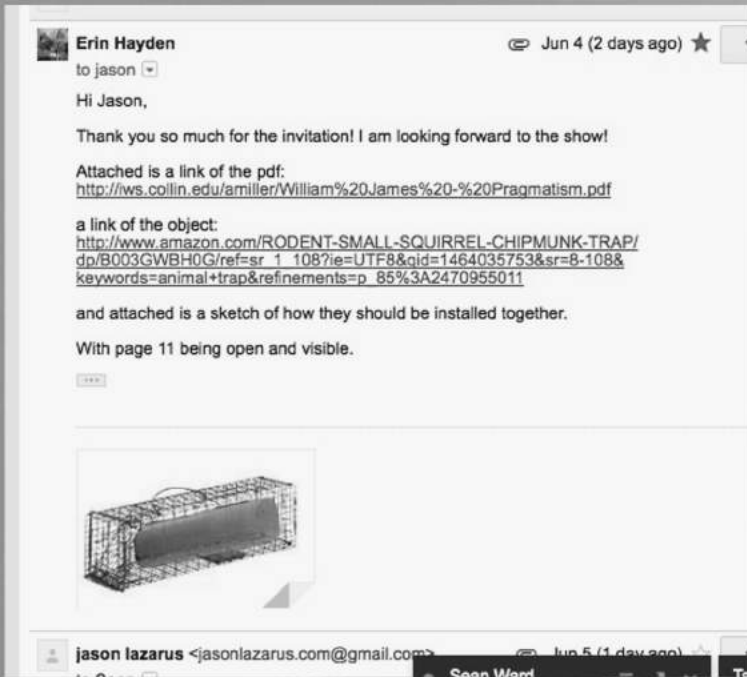 Erin Hayden
Jun 4 (2 days ago)
to jason
Hi Jason,
Thank you so much for the invitation! I am looking forward to the show!
Attached is a link of the pdf:
http://iws.collin.edu/amiller/William%20James%20-%20Pragmatism.pdf
a link of the object:
http://www.amazon.com/RODENT-SMALL-SQUIRREL-CHIPMUNK-TRAP/
dp/B003GWBH0G/ref=sr_1_108?ie=UTF8&qid=1464035753&sr=8-108&
keywords=animal+trap&refinements=p_85%3A2470955011
and attached is a sketch of how they should be installed together.
With page 11 being open and visible.
jason lazarus <jasonlazarus.com@gmail.com>
Jun 5 (1 day ago)
Sean Ward